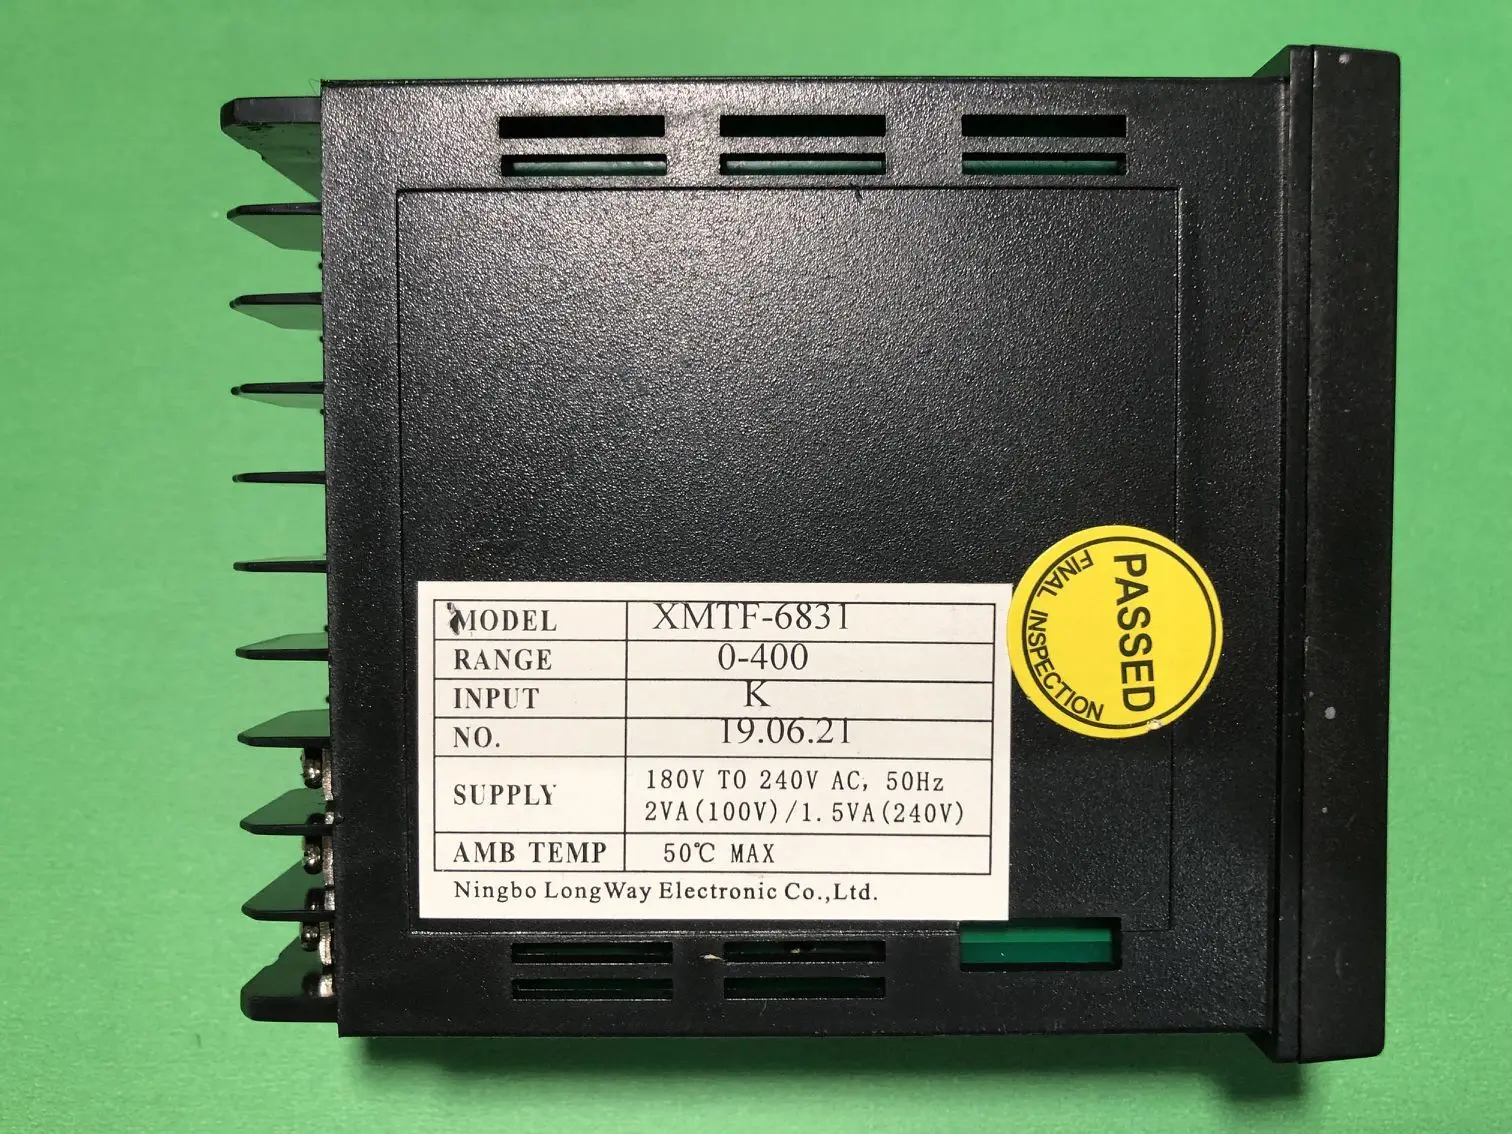 MODEL XMTF-6831
RANGE 0-400
INPUT K
NO. 19.06.21
SUPPLY 180V TO 240V AC, 50Hz
2VA(100V)/1.5VA(240V)
AMB TEMP 50℃ MAX
Ningbo LongWay Electronic Co.,Ltd.
PASSED
FINAL INSPECTION